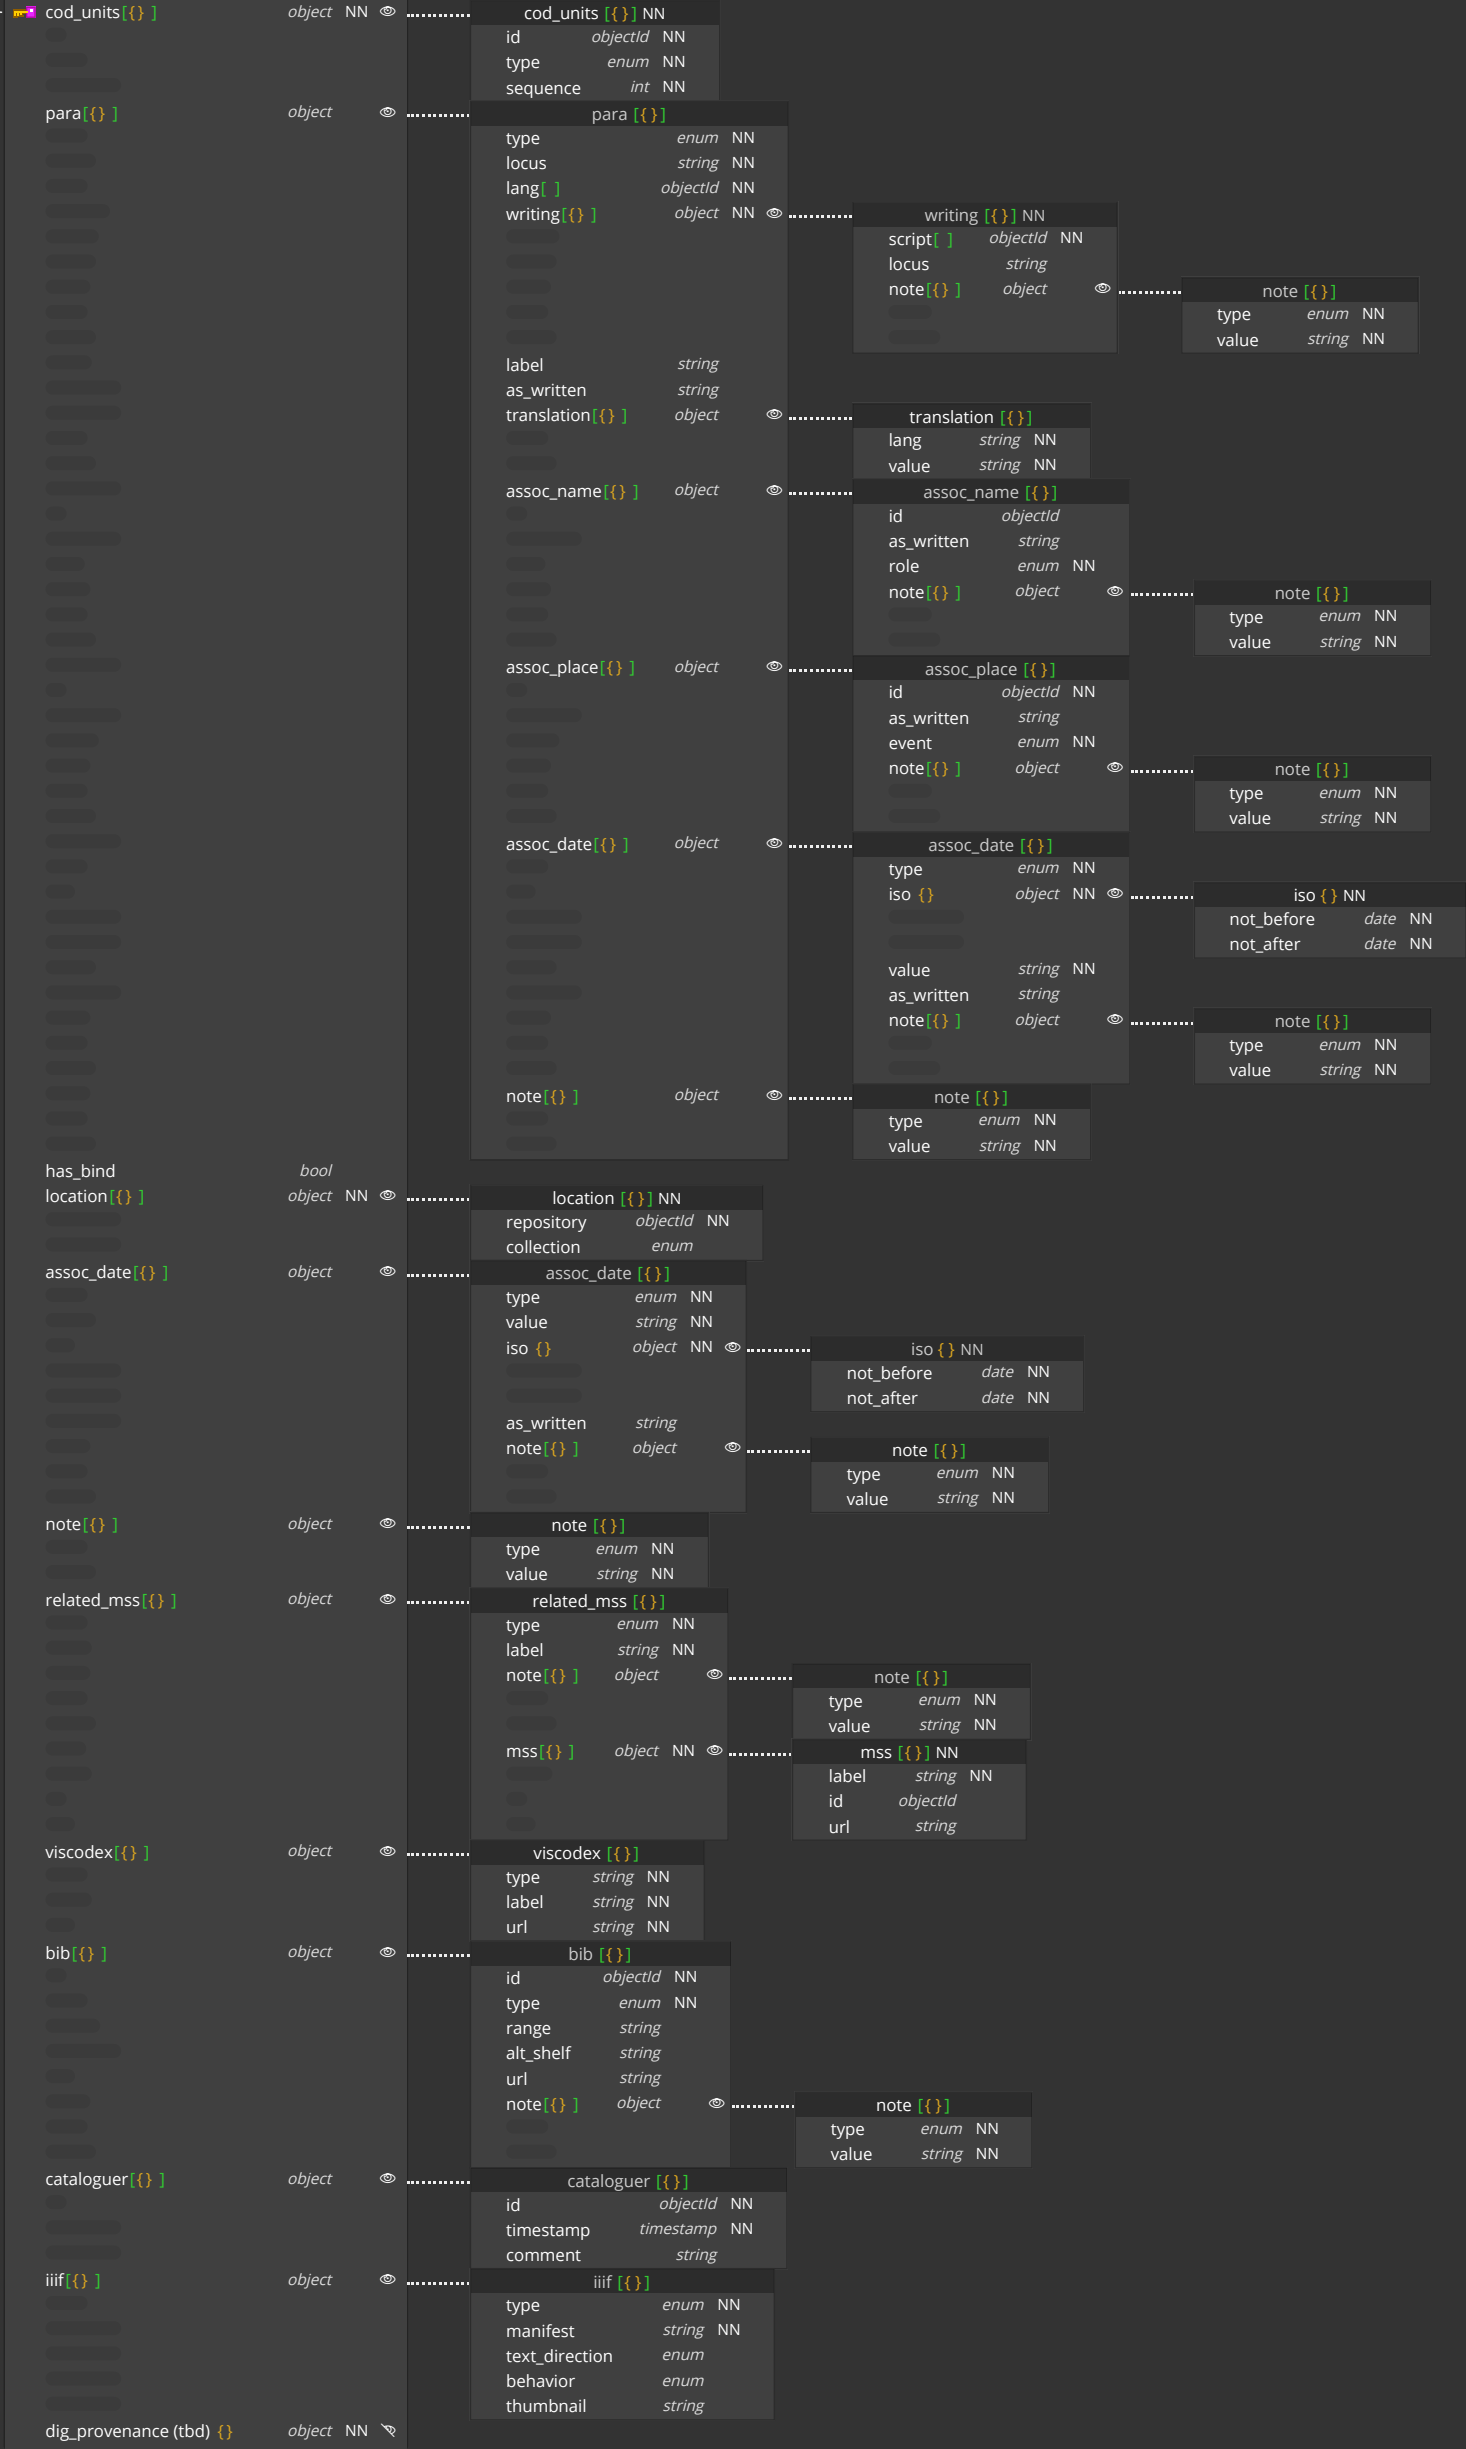 cod_units[{} ] object NN
cod_units [{}] NN
id objectId NN
type enum NN
sequence int NN
para[{} ] object
para [{}]
type enum NN
locus string NN
lang[ ] objectId NN
writing[{} ] object NN
writing [{}] NN
script[ ] objectId NN
locus string
note[{} ] object
note [{}]
type enum NN
value string NN
label string
as_written string
translation[{} ] object
translation [{}]
lang string NN
value string NN
assoc_name[{} ] object
assoc_name [{}]
id objectId
as_written string
role enum NN
note[{} ] object
note [{}]
type enum NN
value string NN
assoc_place[{} ] object
assoc_place [{}]
id objectId NN
as_written string
event enum NN
note[{} ] object
note [{}]
type enum NN
value string NN
assoc_date[{} ] object
assoc_date [{}]
type enum NN
iso {} object NN
iso {} NN
not_before date NN
not_after date NN
value string NN
as_written string
note[{} ] object
note [{}]
type enum NN
value string NN
note[{} ] object
note [{}]
type enum NN
value string NN
has_bind bool
location[{} ] object NN
location [{}] NN
repository objectId NN
collection enum
assoc_date[{} ] object
assoc_date [{}]
type enum NN
value string NN
iso {} object NN
iso {} NN
not_before date NN
not_after date NN
as_written string
note[{} ] object
note [{}]
type enum NN
value string NN
note[{} ] object
note [{}]
type enum NN
value string NN
related_mss[{} ] object
related_mss [{}]
type enum NN
label string NN
note[{} ] object
note [{}]
type enum NN
value string NN
mss[{} ] object NN
mss [{}] NN
label string NN
id objectId
url string
viscodex[{} ] object
viscodex [{}]
type string NN
label string NN
url string NN
bib[{} ] object
bib [{}]
id objectId NN
type enum NN
range string
alt_shelf string
url string
note[{} ] object
note [{}]
type enum NN
value string NN
cataloguer[{} ] object
cataloguer [{}]
id objectId NN
timestamp timestamp NN
comment string
iiif[{} ] object
iiif [{}]
type enum NN
manifest string NN
text_direction enum
behavior enum
thumbnail string
dig_provenance (tbd) {} object NN